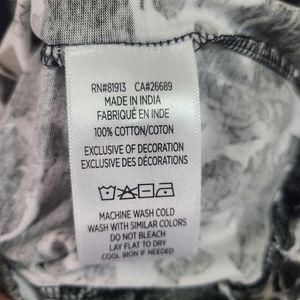 RN#81913 CA#26689
MADE IN INDIA
FABRIQUÉ EN INDE
100% COTTON/COTON
EXCLUSIVE OF DECORATION
EXCLUSIVE DES DÉCORATIONS
MACHINE WASH COLD
WASH WITH SIMILAR COLORS
DO NOT BLEACH
LAY FLAT TO DRY
COOL IRON IF NEEDED